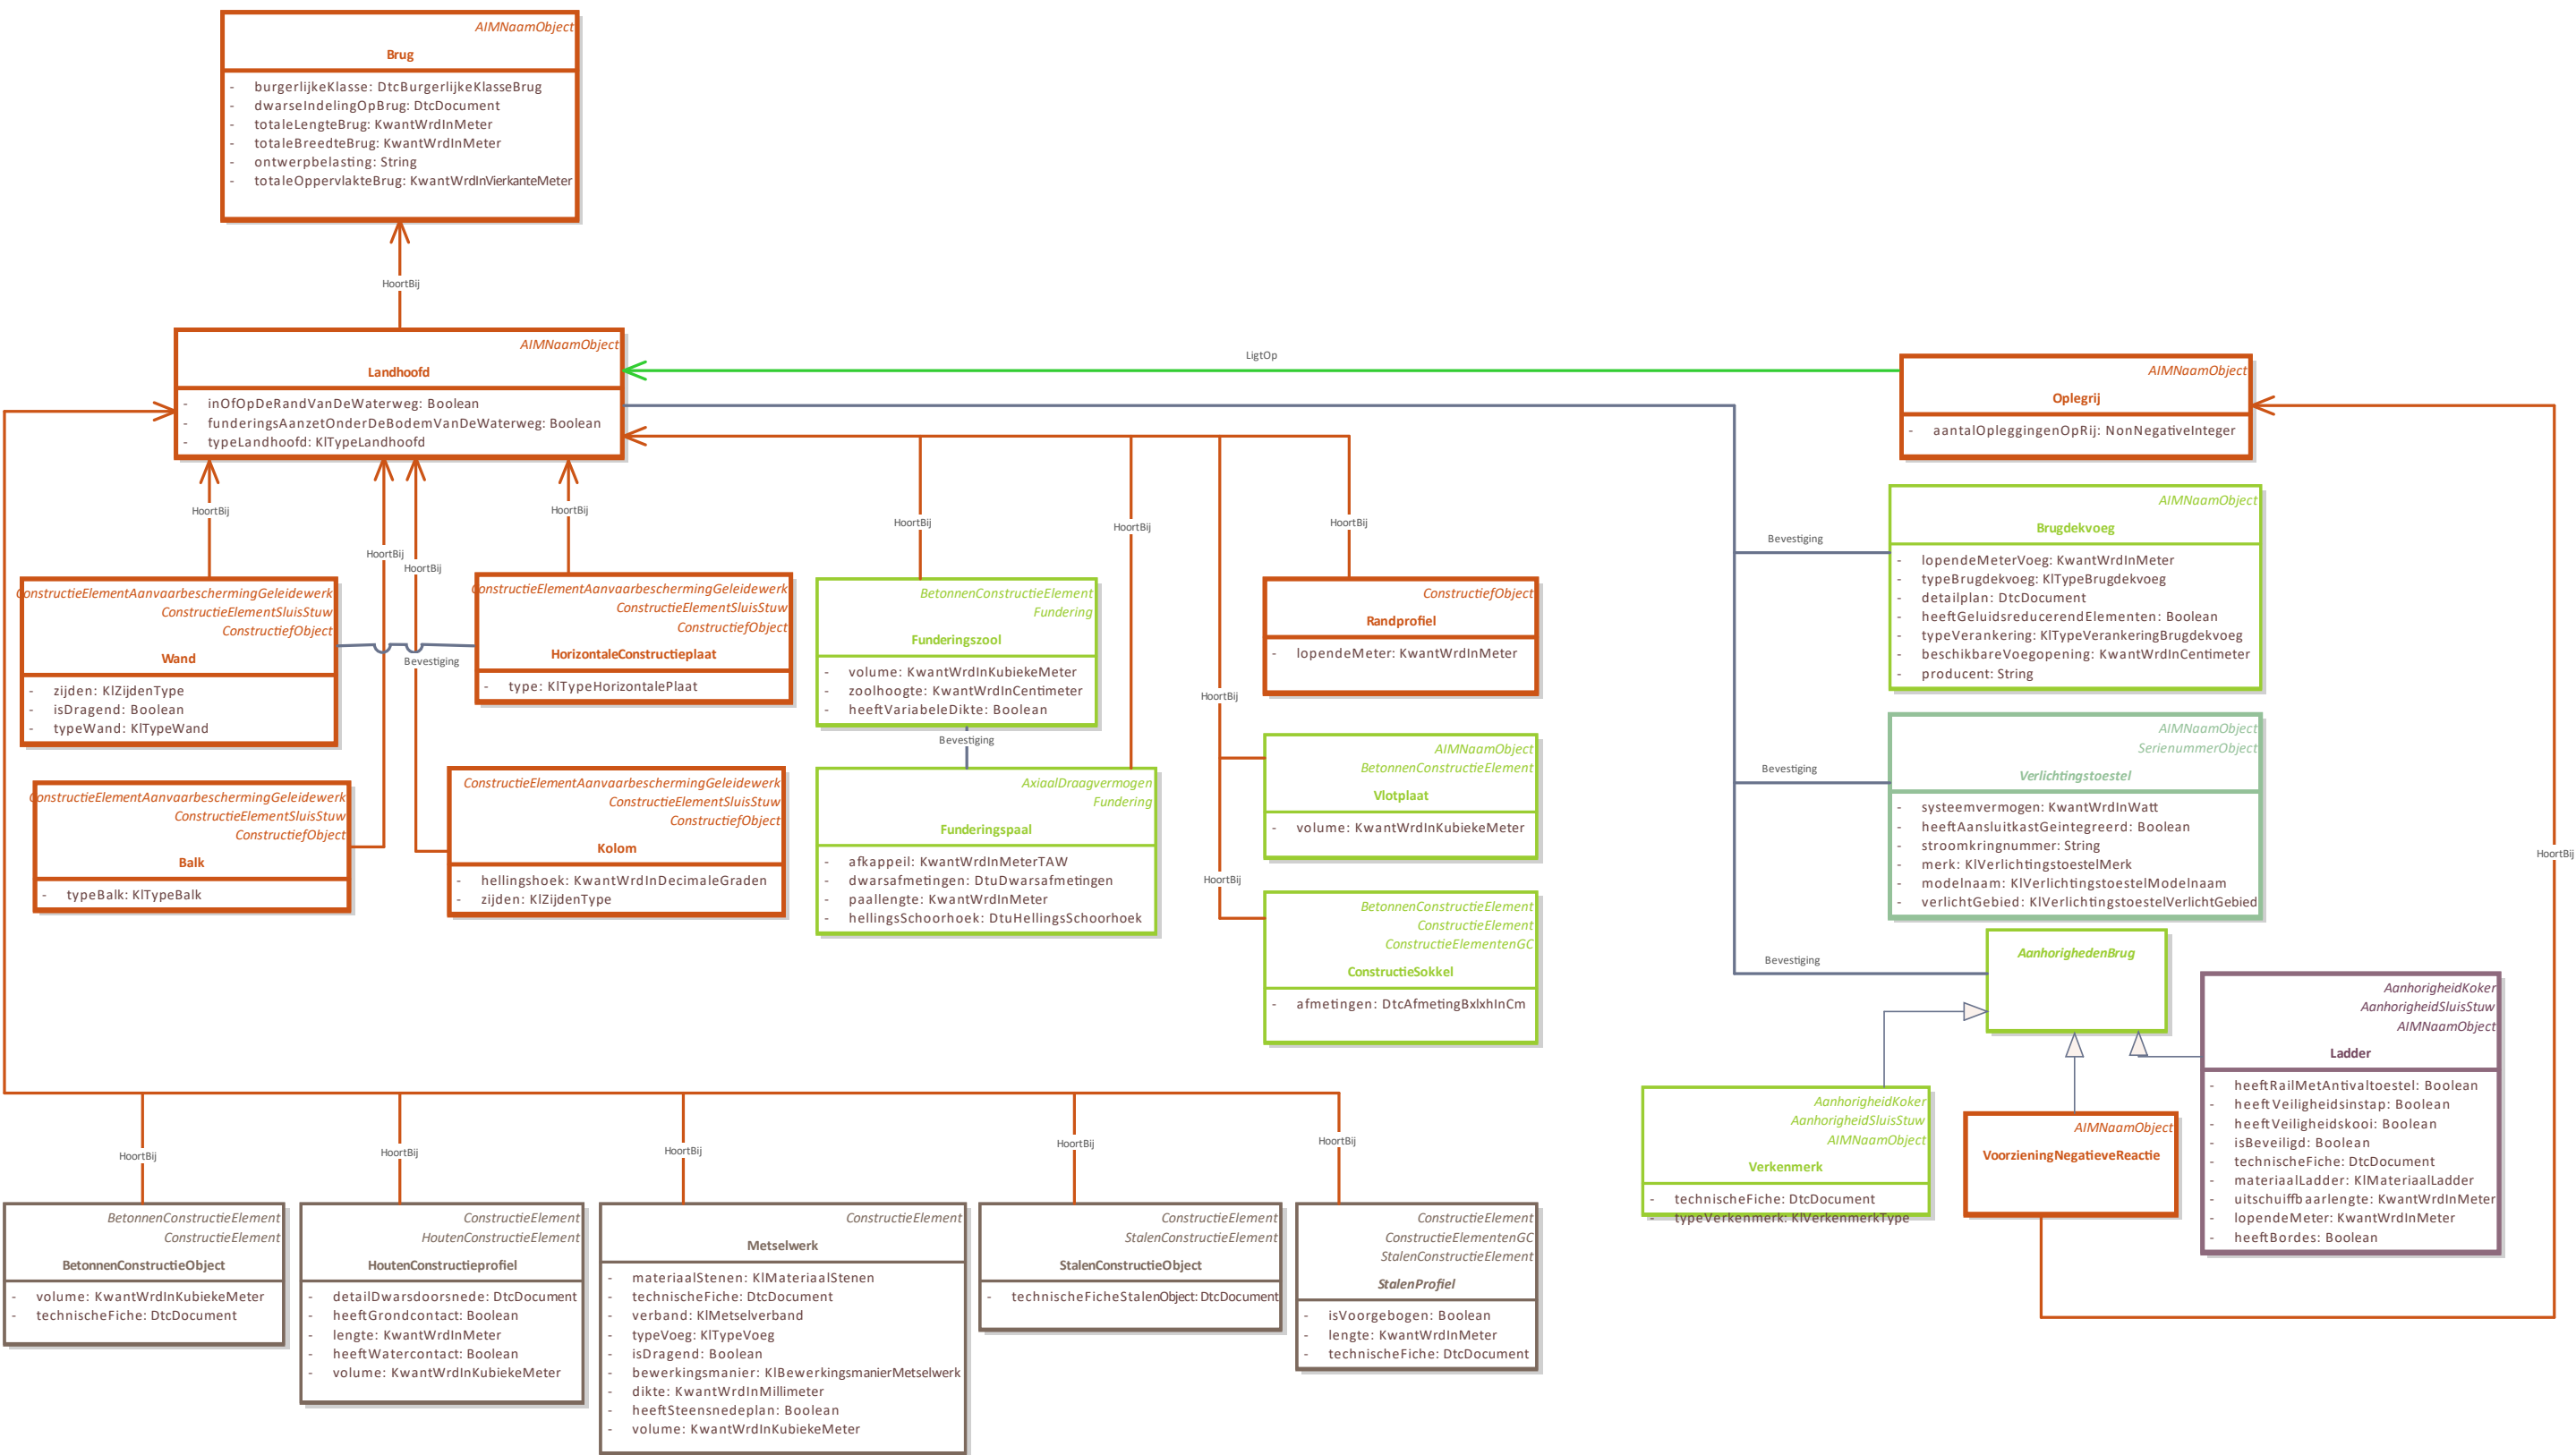 AIMNaamObject
Brug
- burgerlijkeKlasse: DtcBurgerlijkeKlasseBrug
- dwarseIndelingOpBrug: DtcDocument
- totaleLengteBrug: KwantWrdInMeter
- totaleBreedteBrug: KwantWrdInMeter
- ontwerpbelasting: String
- totaleOppervlakteBrug: KwantWrdInVierkanteMeter
HoortBij
AIMNaamObject
Landhoofd
- inOfOpDeRandVanDeWaterweg: Boolean
- funderingsAanzetOnderDeBodemVanDeWaterweg: Boolean
- typeLandhoofd: KlTypeLandhoofd
LigtOp
AIMNaamObject
Oplegrij
- aantalOpleggingenOpRij: NonNegativeInteger
HoortBij
HoortBij
HoortBij
HoortBij
HoortBij
HoortBij
HoortBij
Bevestiging
ConstructieElementAanvaarbeschermingGeleidewerk
ConstructieElementSluisStuw
ConstructiefObject
Wand
- zijden: KlZijdenType
- isDragend: Boolean
- typeWand: KlTypeWand
Bevestiging
ConstructieElementAanvaarbeschermingGeleidewerk
ConstructieElementSluisStuw
ConstructiefObject
HorizontaleConstructieplaat
- type: KlTypeHorizontalePlaat
BetonnenConstructieElement
Fundering
Funderingszool
- volume: KwantWrdInKubiekeMeter
- zoolhoogte: KwantWrdInCentimeter
- heeftVariabeleDikte: Boolean
Bevestiging
ConstructiefObject
Randprofiel
- lopendeMeter: KwantWrdInMeter
HoortBij
AIMNaamObject
Brugdekvoeg
- lopendeMeterVoeg: KwantWrdInMeter
- typeBrugdekvoeg: KlTypeBrugdekvoeg
- detailplan: DtcDocument
- heeftGeluidsreducerendElementen: Boolean
- typeVerankering: KlTypeVerankeringBrugdekvoeg
- beschikbareVoegopening: KwantWrdInCentimeter
- producent: String
ConstructieElementAanvaarbeschermingGeleidewerk
ConstructieElementSluisStuw
ConstructiefObject
Balk
- typeBalk: KlTypeBalk
ConstructieElementAanvaarbeschermingGeleidewerk
ConstructieElementSluisStuw
ConstructiefObject
Kolom
- hellingshoek: KwantWrdInDecimaleGraden
- zijden: KlZijdenType
AxiaalDraagvermogen
Fundering
Funderingspaal
- afkappeil: KwantWrdInMeterTAW
- dwarsafmetingen: DtuDwarsafmetingen
- paallengte: KwantWrdInMeter
- hellingsSchoorhoek: DtuHellingsSchoorhoek
AIMNaamObject
BetonnenConstructieElement
Vlotplaat
- volume: KwantWrdInKubiekeMeter
HoortBij
BetonnenConstructieElement
ConstructieElement
ConstructieElementenGC
ConstructieSokkel
- afmetingen: DtcAfmetingBxlxhInCm
Bevestiging
AIMNaamObject
SerienummerObject
Verlichtingstoestel
- systeemvermogen: KwantWrdInWatt
- heeftAansluitkastGeintegreerd: Boolean
- stroomkringnummer: String
- merk: KlVerlichtingstoestelMerk
- modelnaam: KlVerlichtingstoestelModelnaam
- verlichtGebied: KlVerlichtingstoestelVerlichtGebied
HoortBij
Bevestiging
AanhorighedenBrug
AanhorigheidKoker
AanhorigheidSluisStuw
AIMNaamObject
Ladder
- heeftRailMetAntivaltoestel: Boolean
- heeftVeiligheidsinstap: Boolean
- heeftVeiligheidskooi: Boolean
- isBeveiligd: Boolean
- technischeFiche: DtcDocument
- materiaalLadder: KlMateriaalLadder
- uitschuifbaarlengte: KwantWrdInMeter
- lopendeMeter: KwantWrdInMeter
- heeftBordes: Boolean
AanhorigheidKoker
AanhorigheidSluisStuw
AIMNaamObject
Verkenmerk
- technischeFiche: DtcDocument
- typeVerkenmerk: KlVerkenmerkType
AIMNaamObject
VoorzieningNegatieveReactie
HoortBij
HoortBij
HoortBij
HoortBij
HoortBij
BetonnenConstructieElement
ConstructieElement
BetonnenConstructieObject
- volume: KwantWrdInKubiekeMeter
- technischeFiche: DtcDocument
ConstructieElement
HoutenConstructieElement
HoutenConstructieprofiel
- detailDwarsdoorsnede: DtcDocument
- heeftGrondcontact: Boolean
- lengte: KwantWrdInMeter
- heeftWatercontact: Boolean
- volume: KwantWrdInKubiekeMeter
ConstructieElement
Metselwerk
- materiaalStenen: KlMateriaalStenen
- technischeFiche: DtcDocument
- verband: KlMetselverband
- typeVoeg: KlTypeVoeg
- isDragend: Boolean
- bewerkingsmanier: KlBewerkingsmanierMetselwerk
- dikte: KwantWrdInMillimeter
- heeftSteensnedeplan: Boolean
- volume: KwantWrdInKubiekeMeter
ConstructieElement
StalenConstructieElement
StalenConstructieObject
- technischeFicheStalenObject: DtcDocument
ConstructieElement
ConstructieElementenGC
StalenConstructieElement
StalenProfiel
- isVoorgebogen: Boolean
- lengte: KwantWrdInMeter
- technischeFiche: DtcDocument